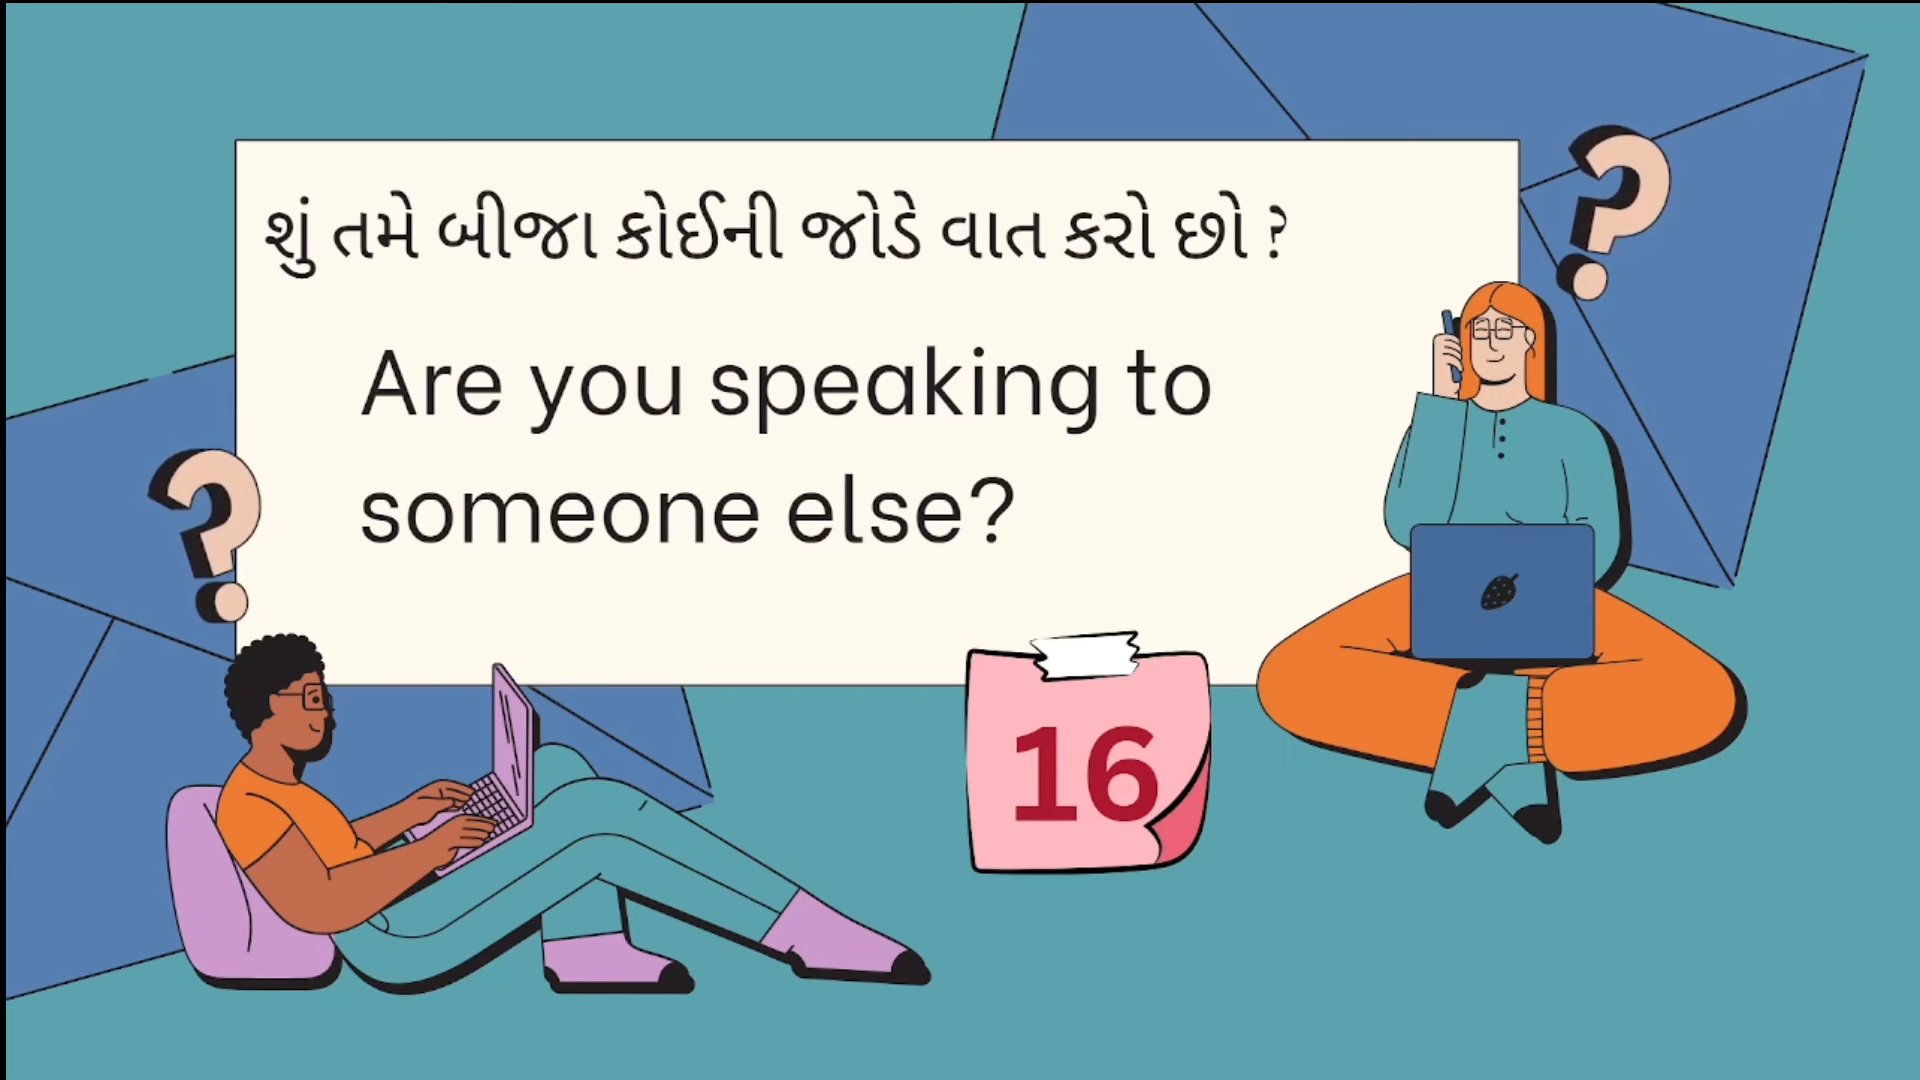 શું તમે બીજા કોઈની જોડે વાત કરો છો ?
Are you speaking to
someone else?
16